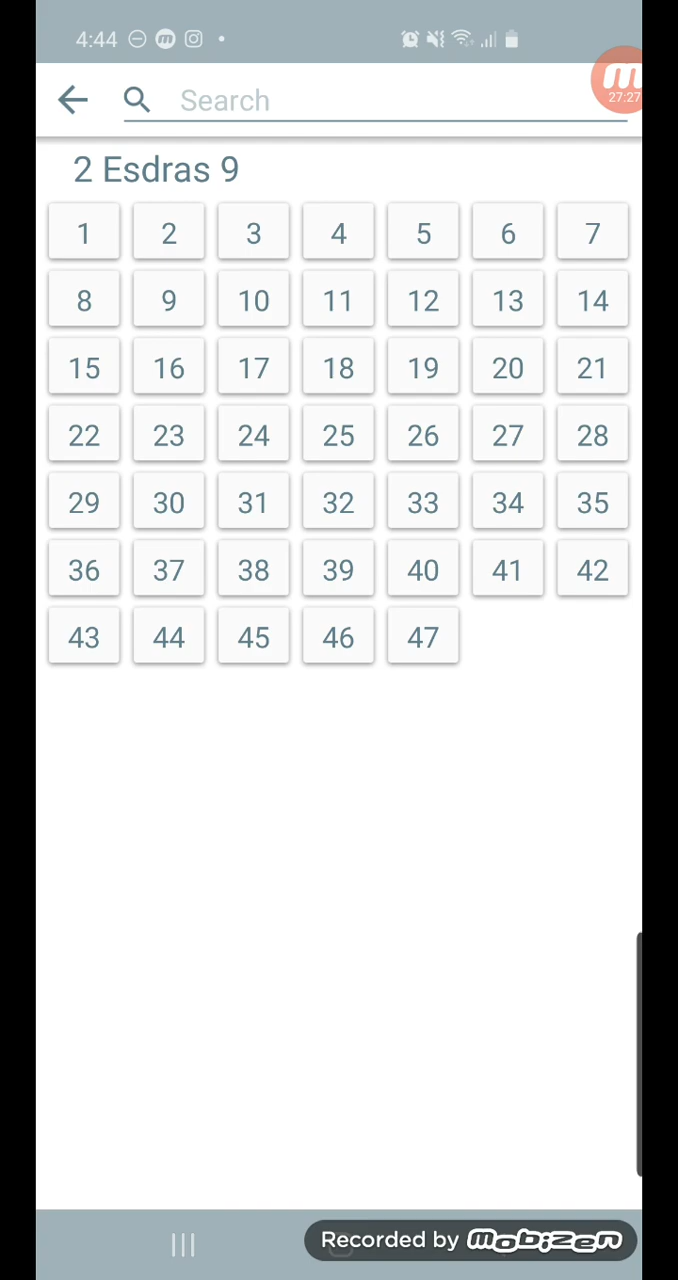 4:44
27:27
Search
2 Esdras 9
1 2 3 4 5 6 7
8 9 10 11 12 13 14
15 16 17 18 19 20 21
22 23 24 25 26 27 28
29 30 31 32 33 34 35
36 37 38 39 40 41 42
43 44 45 46 47
Recorded by mobizen